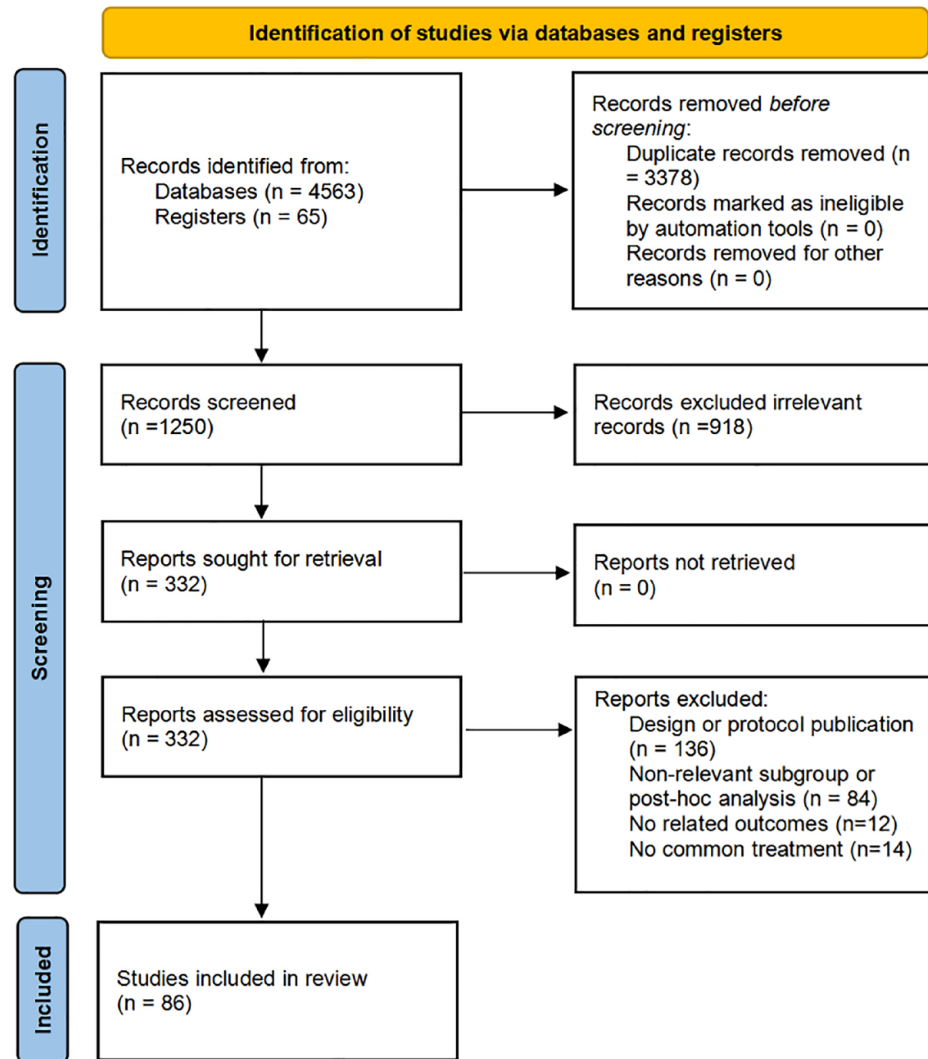 Identification of studies via databases and registers
Identification
Records identified from:
Databases (n = 4563)
Registers (n = 65)
Records removed before
screening:
Duplicate records removed (n
= 3378)
Records marked as ineligible
by automation tools (n = 0)
Records removed for other
reasons (n = 0)
Screening
Records screened
(n =1250)
Records excluded irrelevant
records (n =918)
Reports sought for retrieval
(n = 332)
Reports not retrieved
(n = 0)
Reports assessed for eligibility
(n = 332)
Reports excluded:
Design or protocol publication
(n = 136)
Non-relevant subgroup or
post-hoc analysis (n = 84)
No related outcomes (n=12)
No common treatment (n=14)
Included
Studies included in review
(n = 86)